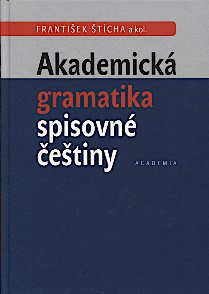 FRANTIŠEK ŠTÍCHA a kol.
Akademická
gramatika
spisovné
češtiny
ACADEMIA